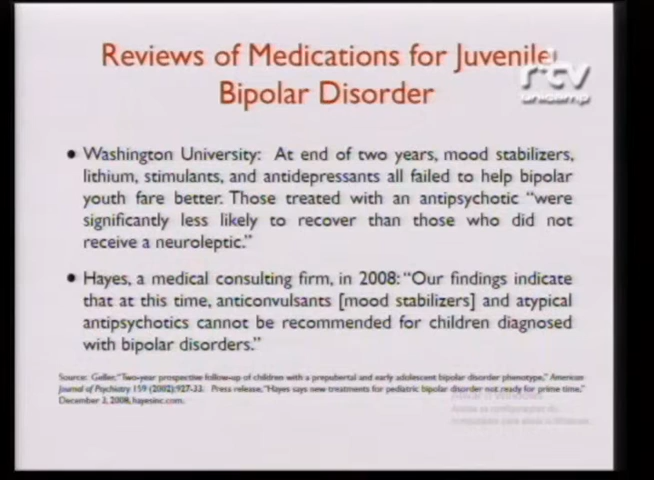 Reviews of Medications for Juvenile
Bipolar Disorder
rtv
unicamp
• Washington University: At end of two years, mood stabilizers,
lithium, stimulants, and antidepressants all failed to help bipolar
youth fare better. Those treated with an antipsychotic "were
significantly less likely to recover than those who did not
receive a neuroleptic."
• Hayes, a medical consulting firm, in 2008: "Our findings indicate
that at this time, anticonvulsants [mood stabilizers] and atypical
antipsychotics cannot be recommended for children diagnosed
with bipolar disorders."
Source: Geller, "Two-year prospective follow-up of children with a prepubertal and early adolescent bipolar disorder phenotype," American
Journal of Psychiatry 159 (2002):927-33. Press release, "Hayes says new treatments for pediatric bipolar disorder not ready for prime time,"
December 3, 2008, hayesinc.com.